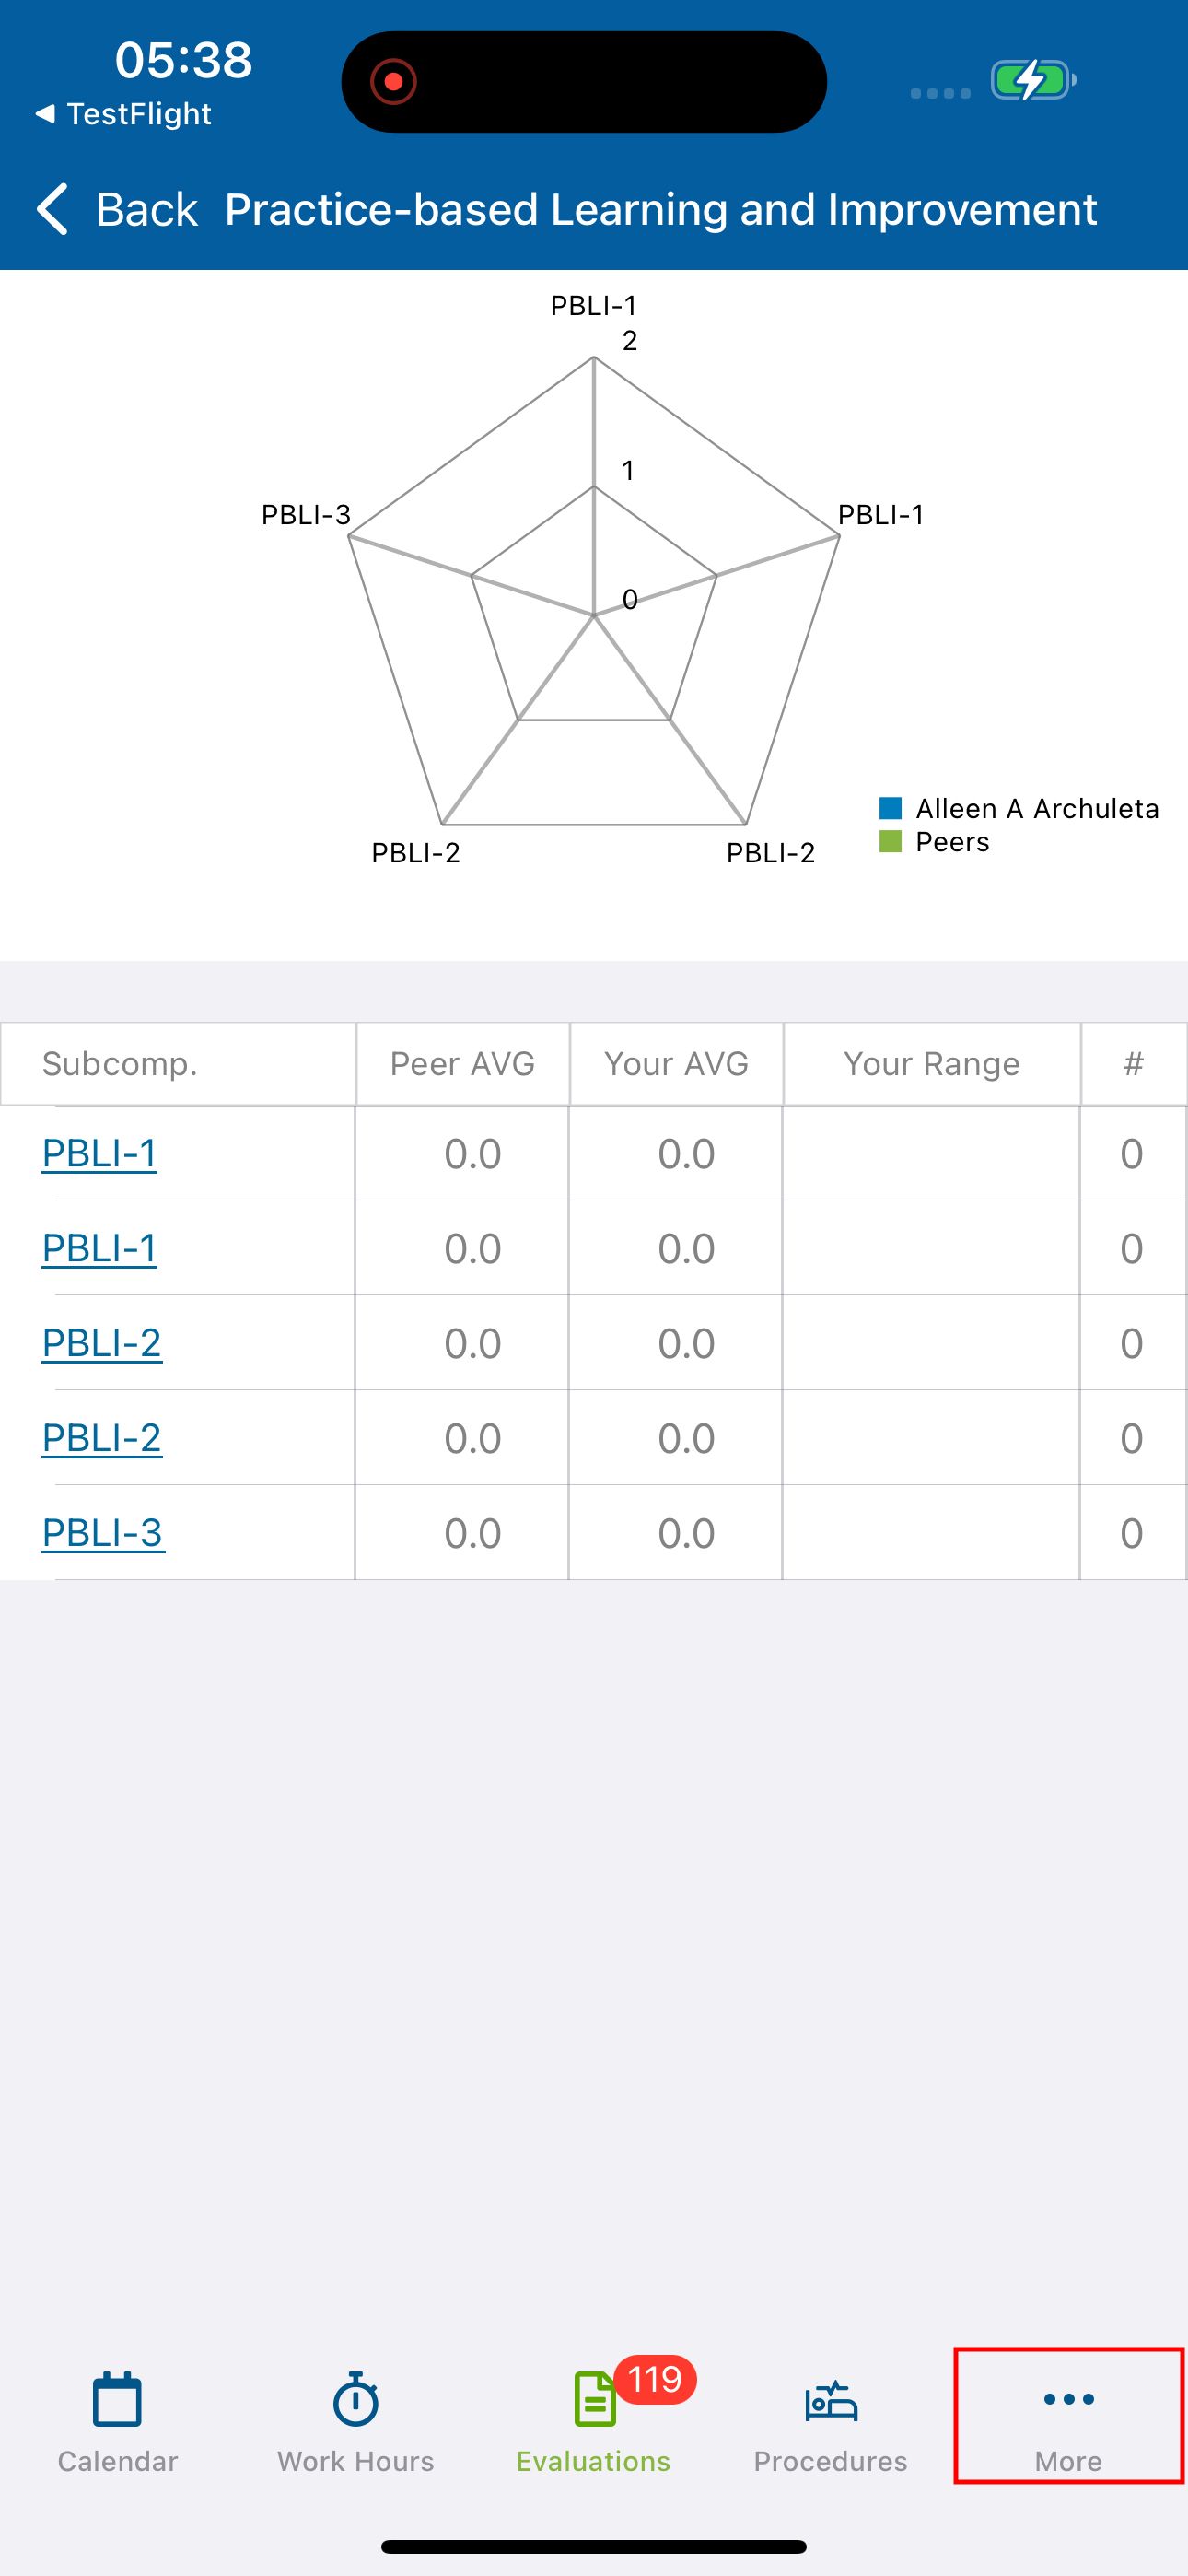 05:38
◀ TestFlight
Back Practice-based Learning and Improvement
PBLI-1
2
1
PBLI-3
PBLI-1
0
Alleen A Archuleta
Peers
PBLI-2
PBLI-2
Subcomp. Peer AVG Your AVG Your Range #
PBLI-1 0.0 0.0 0
PBLI-1 0.0 0.0 0
PBLI-2 0.0 0.0 0
PBLI-2 0.0 0.0 0
PBLI-3 0.0 0.0 0
119
Calendar Work Hours Evaluations Procedures More